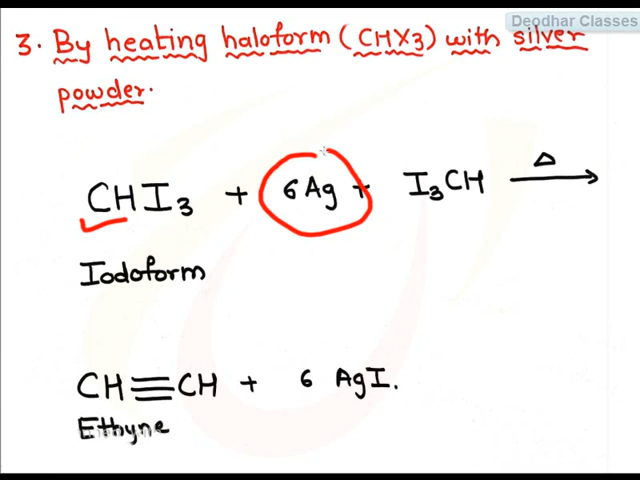 Deodhar Classes
3. By heating haloform (CHX3) with silver
powder.
CHI₃ + 6Ag + I₃CH Δ→
Iodoform
CH≡CH + 6 AgI.
Ethyne